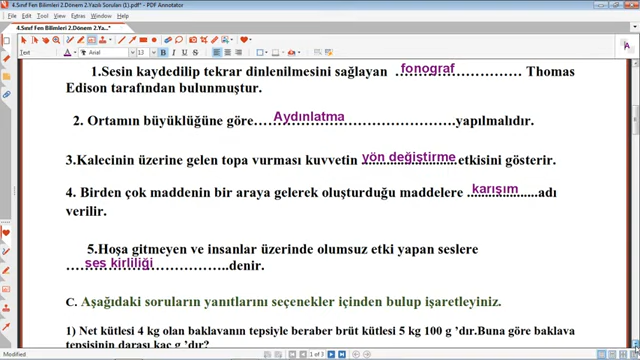 4.Sınıf Fen Bilimleri 2.Dönem 2.Yazılı Soruları (1).pdf* - PDF Annotator
File Edit Tool View Window Extras Help
4.Sınıf Fen Bilimleri 2.Dönem 2.Ya...*
Text Arial 13
1.Sesin kaydedilip tekrar dinlenilmesini sağlayan …fonograf………………… Thomas
Edison tarafından bulunmuştur.
2. Ortamın büyüklüğüne göre…Aydınlatma…………………………….yapılmalıdır.
3.Kalecinin üzerine gelen topa vurması kuvvetin yön değiştirme etkisini gösterir.
4. Birden çok maddenin bir araya gelerek oluşturduğu maddelere karışım......adı
verilir.
5.Hoşa gitmeyen ve insanlar üzerinde olumsuz etki yapan seslere
…ses kirliliği………………..denir.
C. Aşağıdaki soruların yanıtlarını seçenekler içinden bulup işaretleyiniz.
1) Net kütlesi 4 kg olan baklavanın tepsiyle beraber brüt kütlesi 5 kg 100 g ’dır.Buna göre baklava
tepsisinin darası kaç g ’dır?
Modified 1 of 3